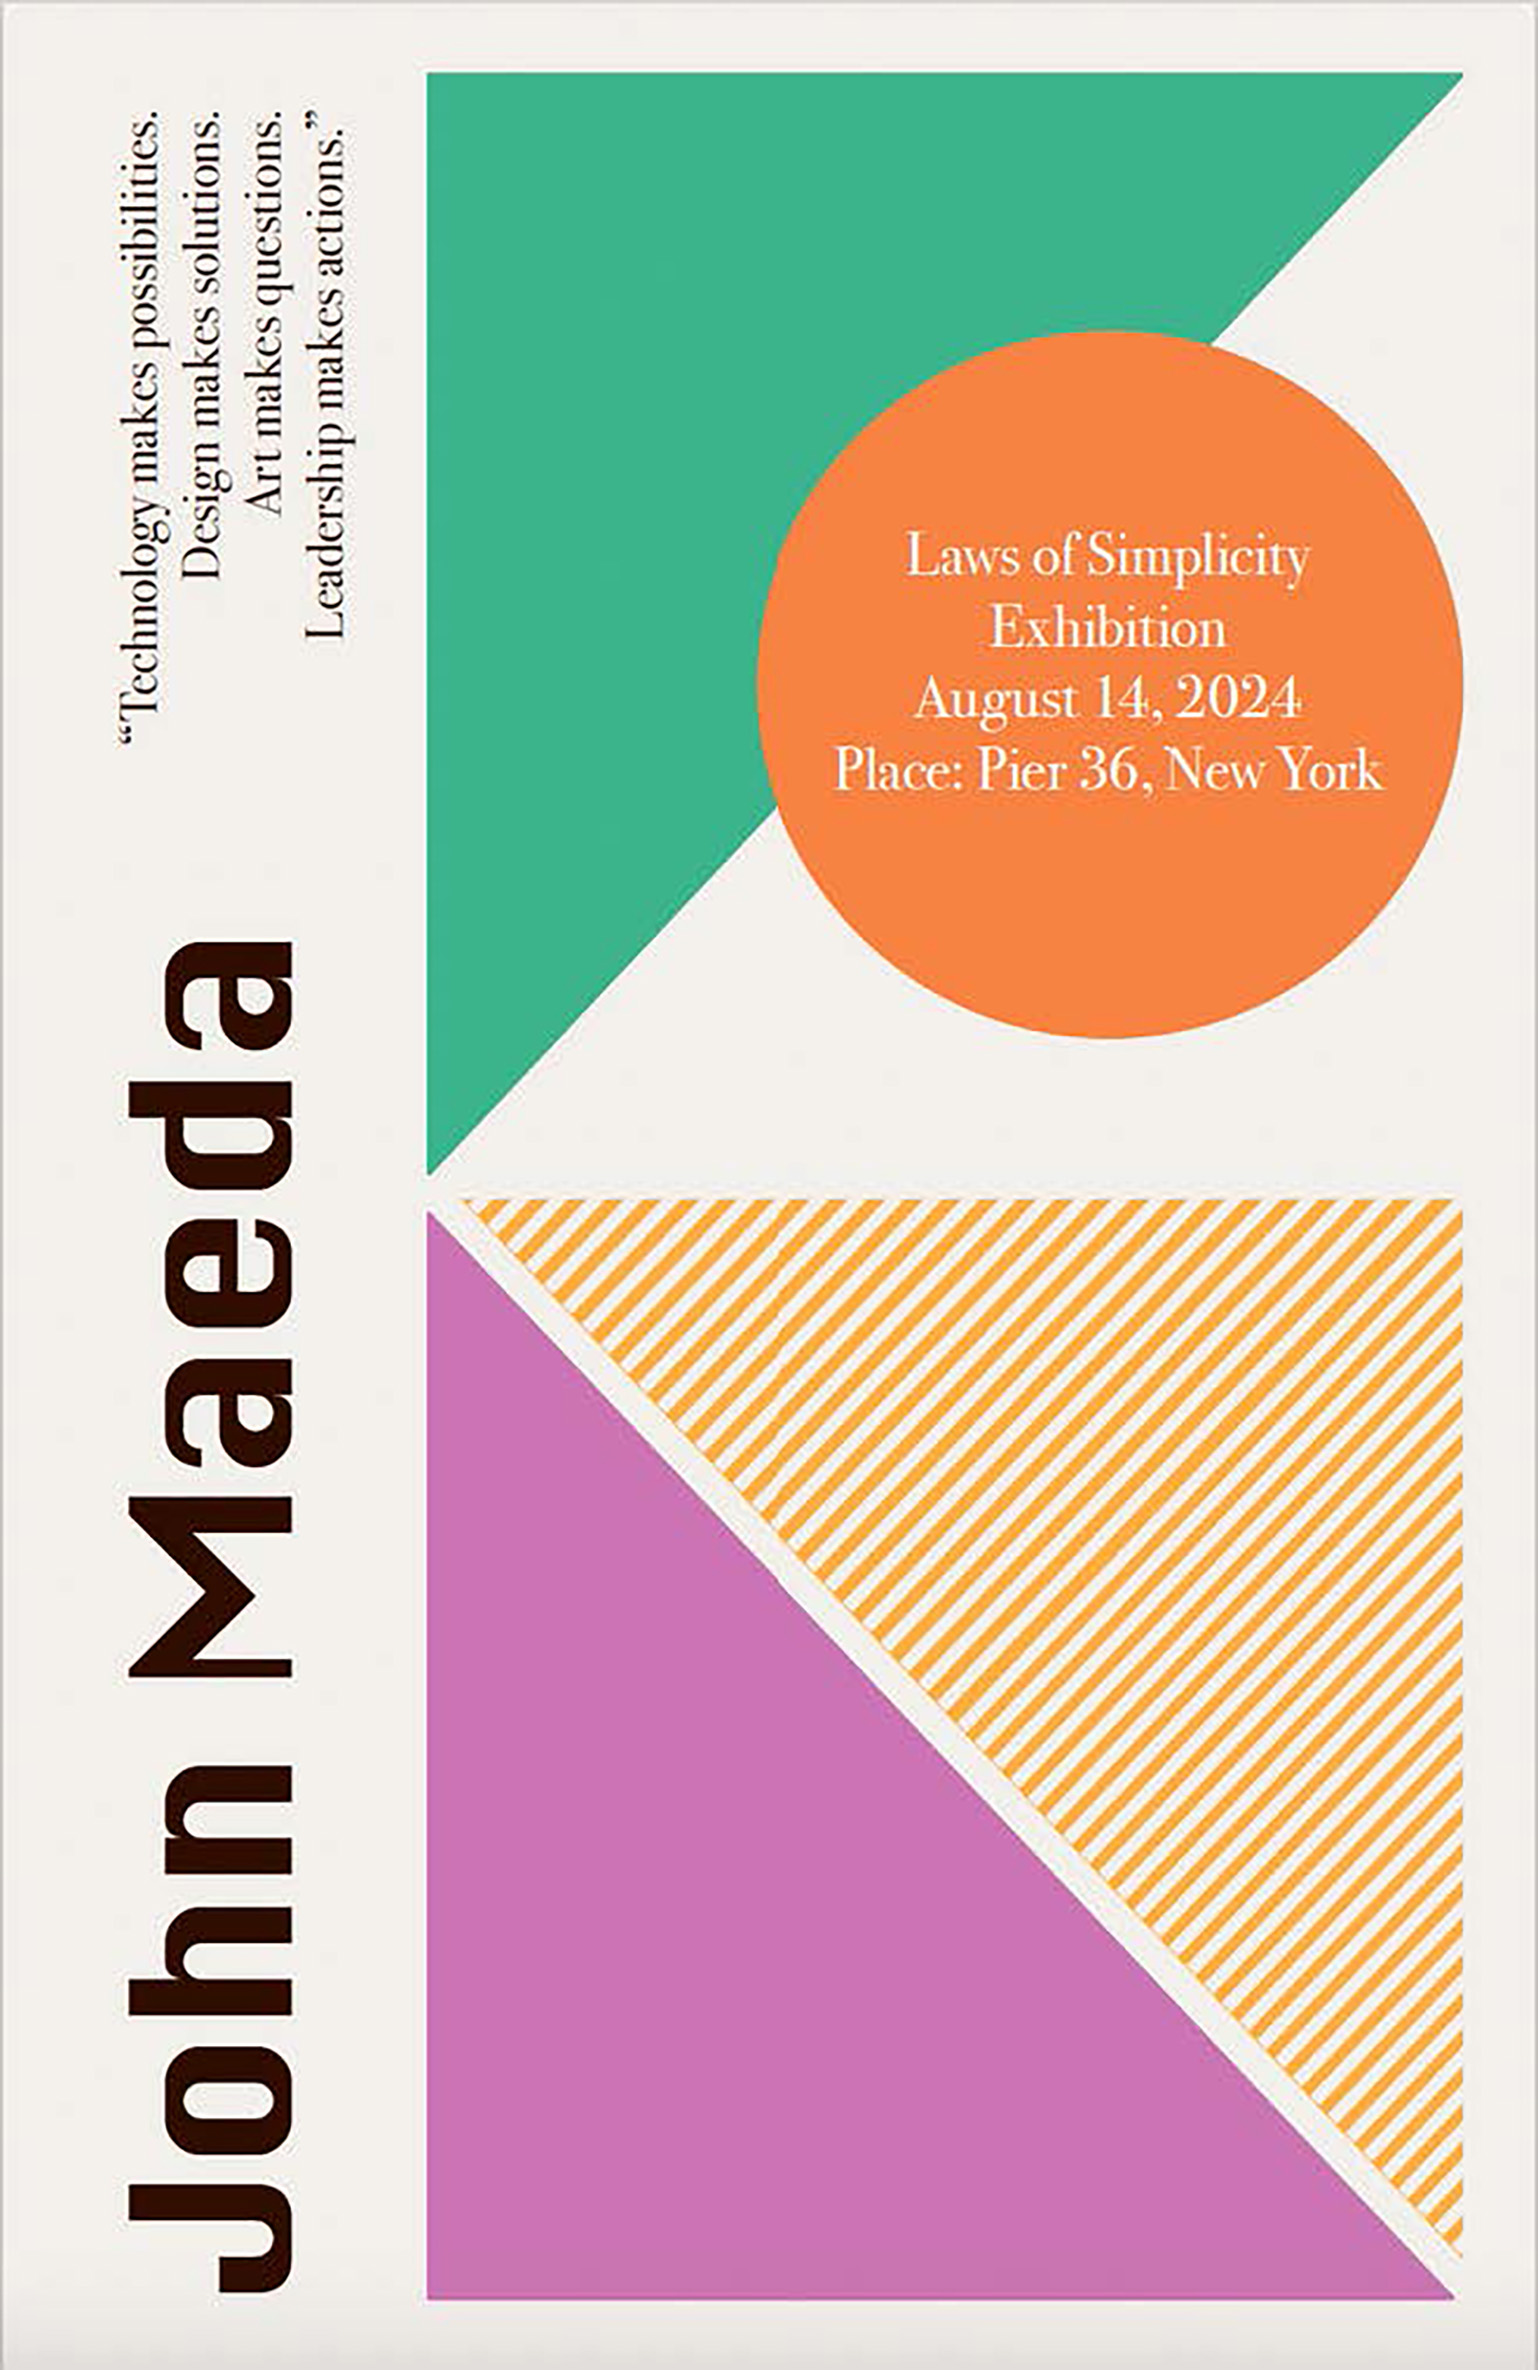 “Technology makes possibilities.
Design makes solutions.
Art makes questions.
Leadership makes actions.”
John Maeda
Laws of Simplicity
Exhibition
August 14, 2024
Place: Pier 36, New York